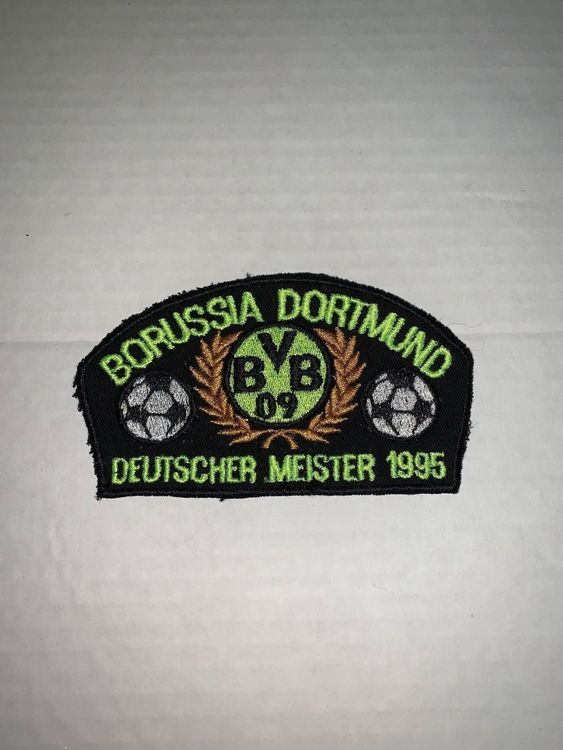 BORUSSIA DORTMUND
BVB
09
DEUTSCHER MEISTER 1995